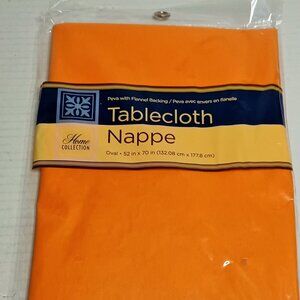 Peva with Flannel Backing / Peva avec envers en flanelle
Tablecloth
Nappe
Home
COLLECTION
Oval • 52 in x 70 in (132.08 cm x 177.8 cm)